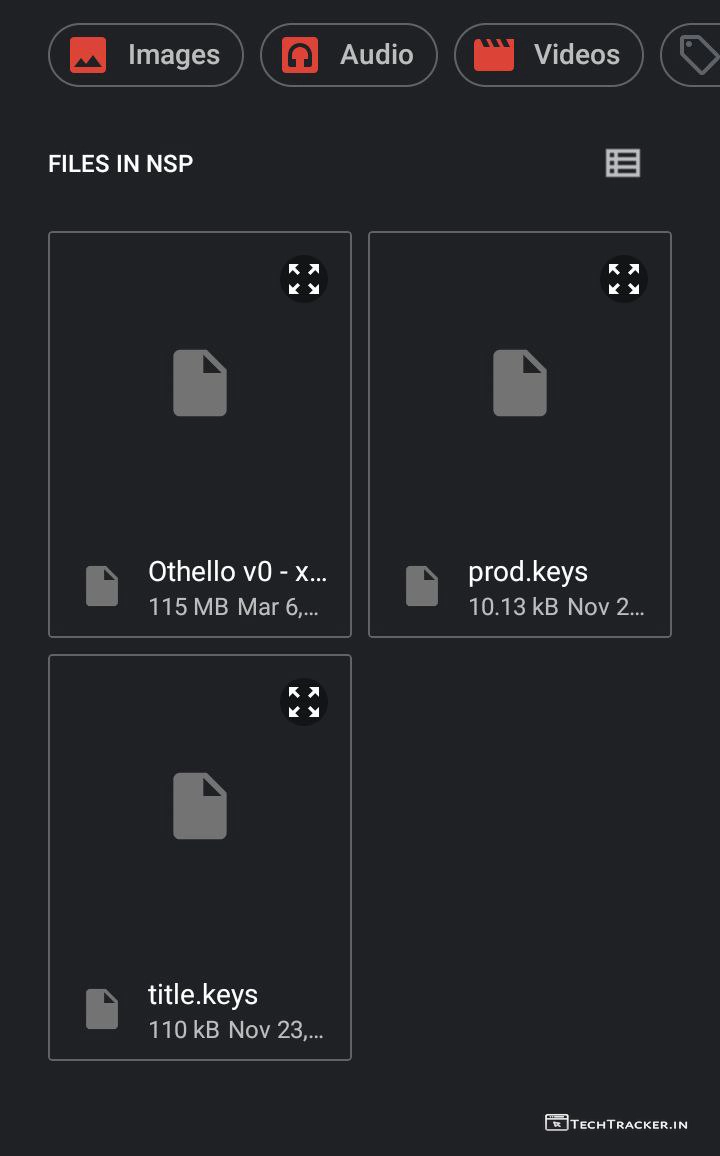 Images Audio Videos
FILES IN NSP
Othello v0 - x...
115 MB Mar 6,...
prod.keys
10.13 kB Nov 2...
title.keys
110 kB Nov 23,...
TECHTRACKER.IN